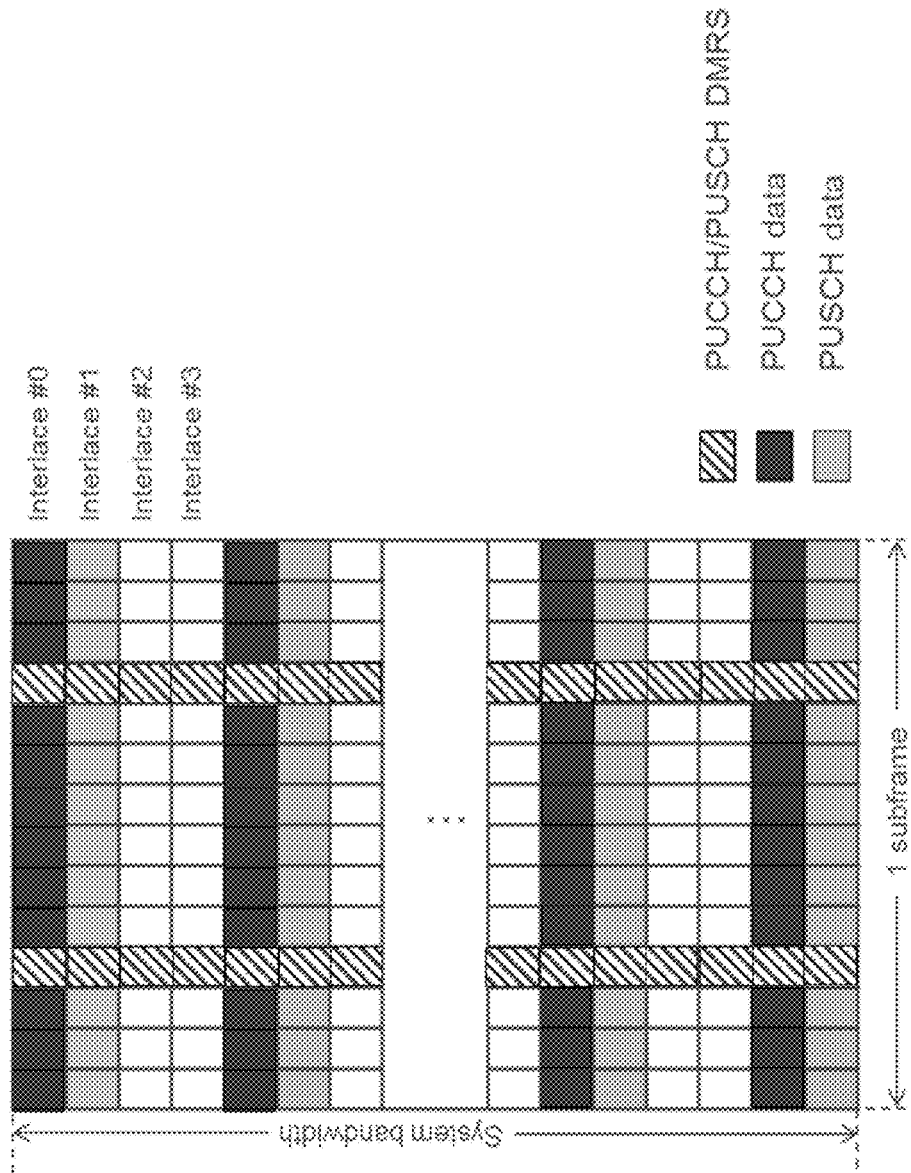 Interlace #0
Interlace #1
Interlace #2
Interlace #3
PUCCH/PUSCH DMRS
PUCCH data
PUSCH data
...
1 subframe
System bandwidth